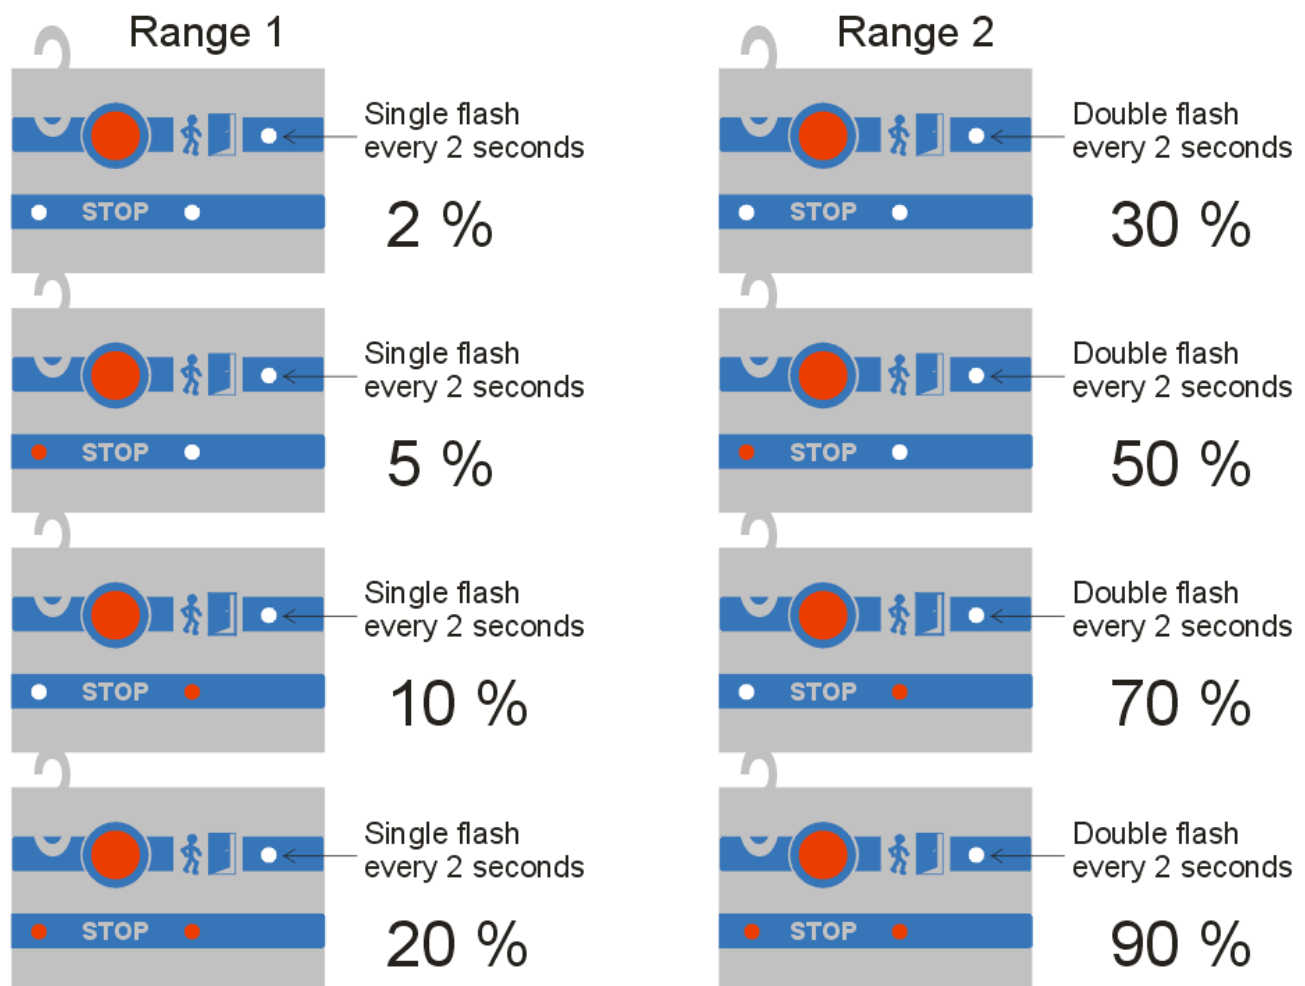 Range 1
Single flash
every 2 seconds
STOP
2 %
Single flash
every 2 seconds
STOP
5 %
Single flash
every 2 seconds
STOP
10 %
Single flash
every 2 seconds
STOP
20 %
Range 2
Double flash
every 2 seconds
STOP
30 %
Double flash
every 2 seconds
STOP
50 %
Double flash
every 2 seconds
STOP
70 %
Double flash
every 2 seconds
STOP
90 %